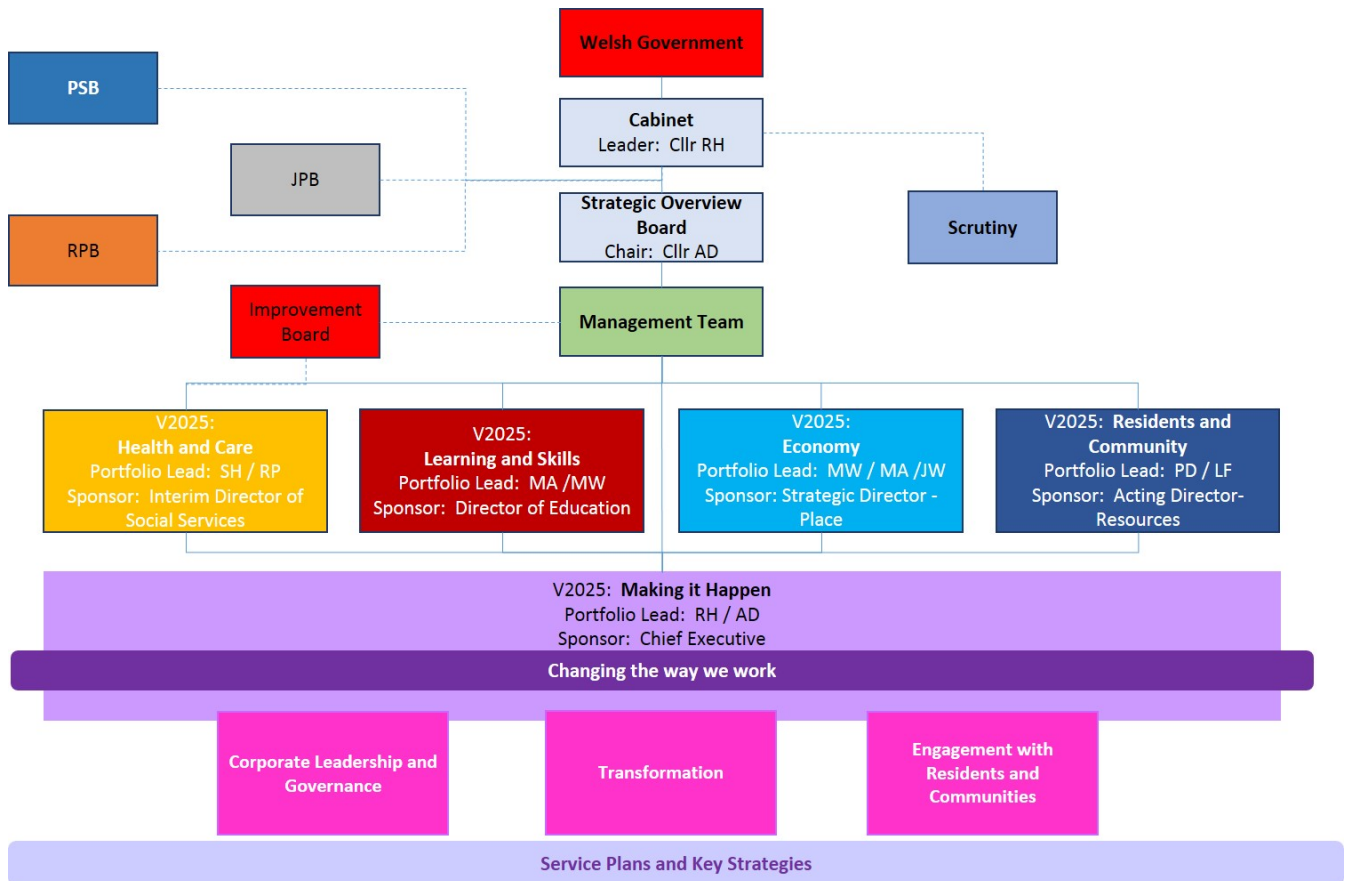 Welsh Government
PSB
Cabinet
Leader:  Cllr RH
JPB
Strategic Overview
Board
Chair:  Cllr AD
Scrutiny
RPB
Improvement
Board
Management Team
V2025:
Health and Care
Portfolio Lead:  SH / RP
Sponsor:  Interim Director of
Social Services
V2025:
Learning and Skills
Portfolio Lead:  MA /MW
Sponsor:  Director of Education
V2025:
Economy
Portfolio Lead:  MW / MA /JW
Sponsor: Strategic Director -
Place
V2025:  Residents and
Community
Portfolio Lead:  PD / LF
Sponsor:  Acting Director-
Resources
V2025:  Making it Happen
Portfolio Lead:  RH / AD
Sponsor:  Chief Executive
Changing the way we work
Corporate Leadership and
Governance
Transformation
Engagement with
Residents and
Communities
Service Plans and Key Strategies